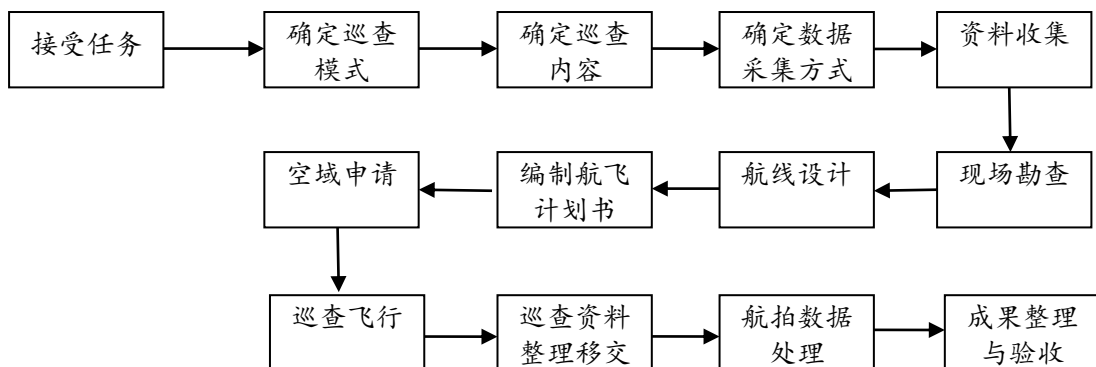 接受任务
确定巡查
模式
确定巡查
内容
确定数据
采集方式
资料收集
现场勘查
航线设计
编制航飞
计划书
空域申请
巡查飞行
巡查资料
整理移交
航拍数据
处理
成果整理
与验收